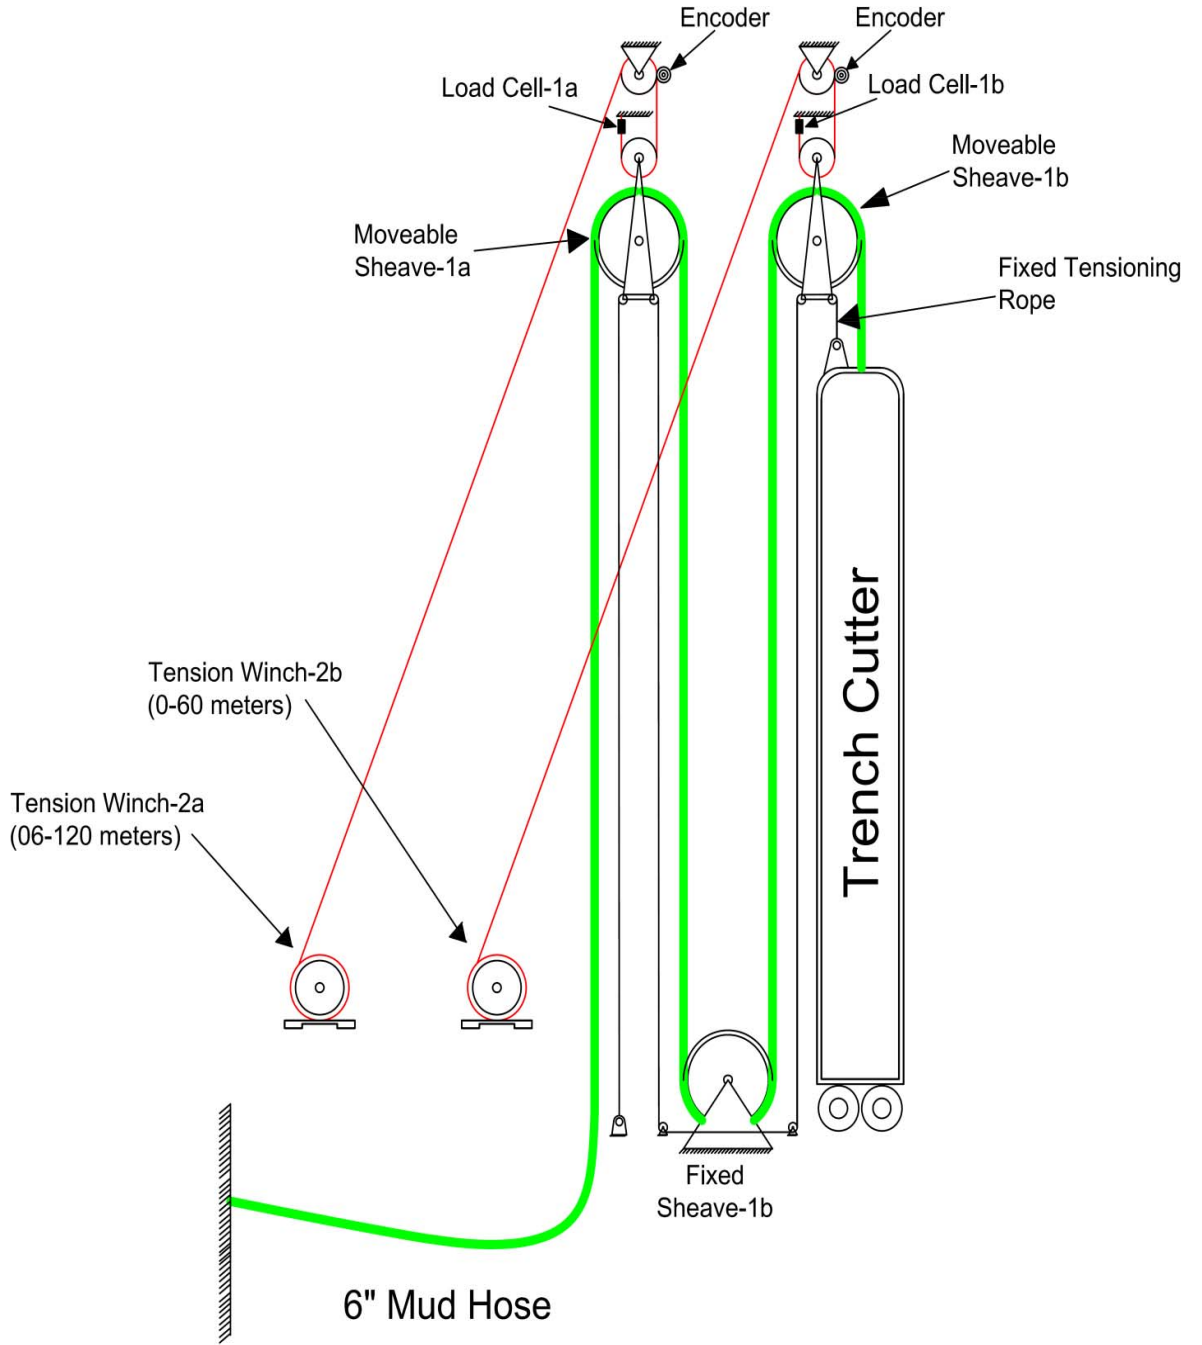 Encoder
Encoder
Load Cell-1a
Load Cell-1b
Moveable
Sheave-1b
Moveable
Sheave-1a
Fixed Tensioning
Rope
Trench Cutter
Tension Winch-2b
(0-60 meters)
Tension Winch-2a
(06-120 meters)
Fixed
Sheave-1b
6" Mud Hose